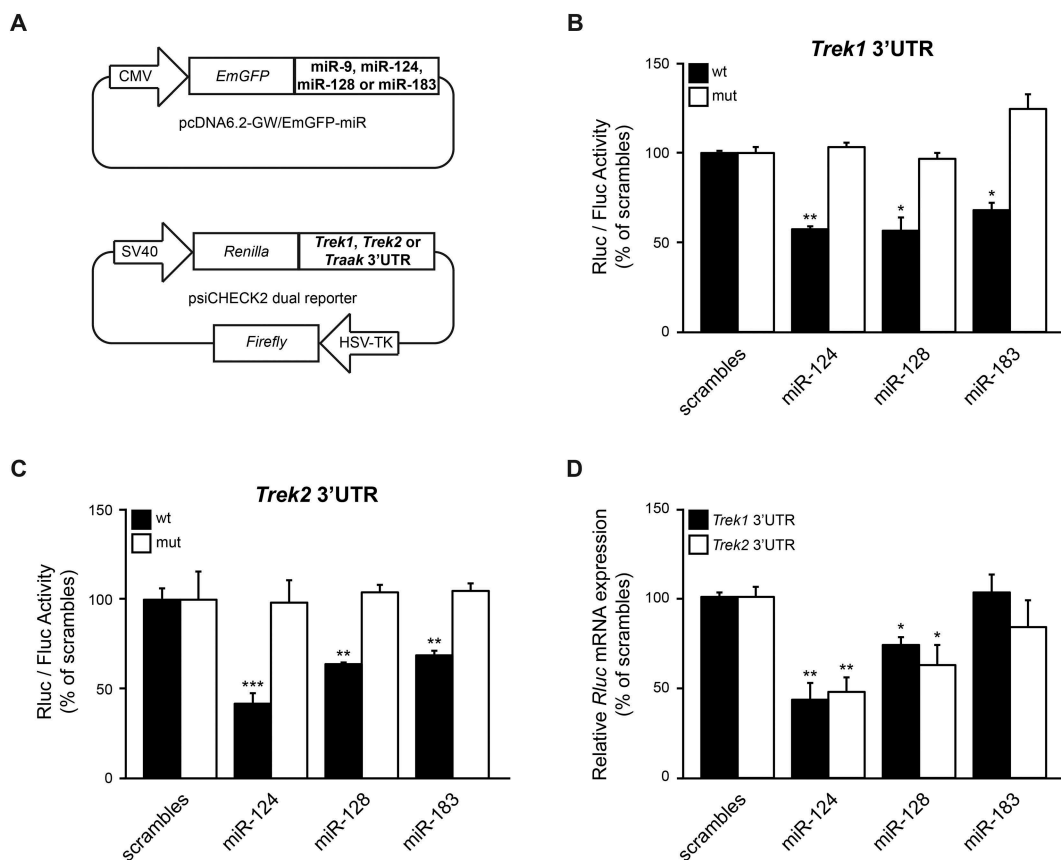 A
CMV
EmGFP
miR-9, miR-124,
miR-128 or miR-183
pcDNA6.2-GW/EmGFP-miR
SV40
Renilla
Trek1, Trek2 or
Traak 3'UTR
psiCHECK2 dual reporter
Firefly
HSV-TK
B
Trek1 3'UTR
wt
mut
Rluc / Fluc Activity
(% of scrambles)
150
100
50
0
**
*
*
scrambles
miR-124
miR-128
miR-183
C
Trek2 3'UTR
wt
mut
Rluc / Fluc Activity
(% of scrambles)
150
100
50
0
***
**
**
scrambles
miR-124
miR-128
miR-183
D
Trek1 3'UTR
Trek2 3'UTR
Relative Rluc mRNA expression
(% of scrambles)
150
100
50
0
**
**
*
*
scrambles
miR-124
miR-128
miR-183